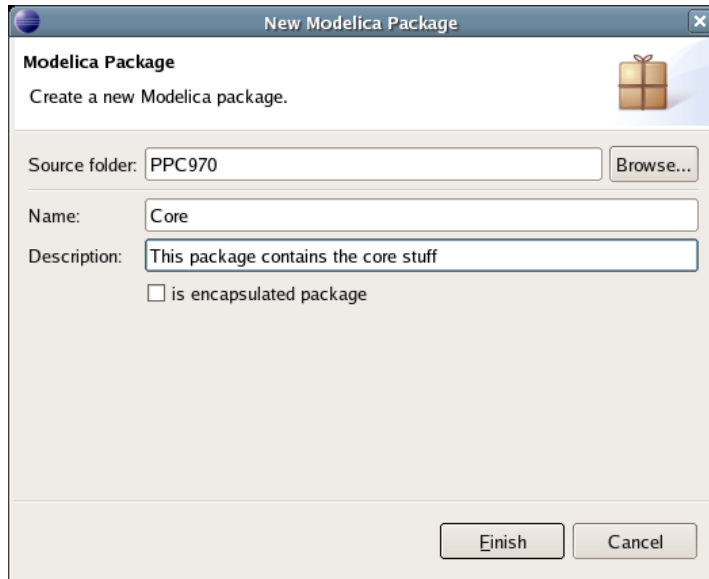 New Modelica Package
Modelica Package
Create a new Modelica package.
Source folder: PPC970 Browse...
Name: Core
Description: This package contains the core stuff
is encapsulated package
Finish Cancel